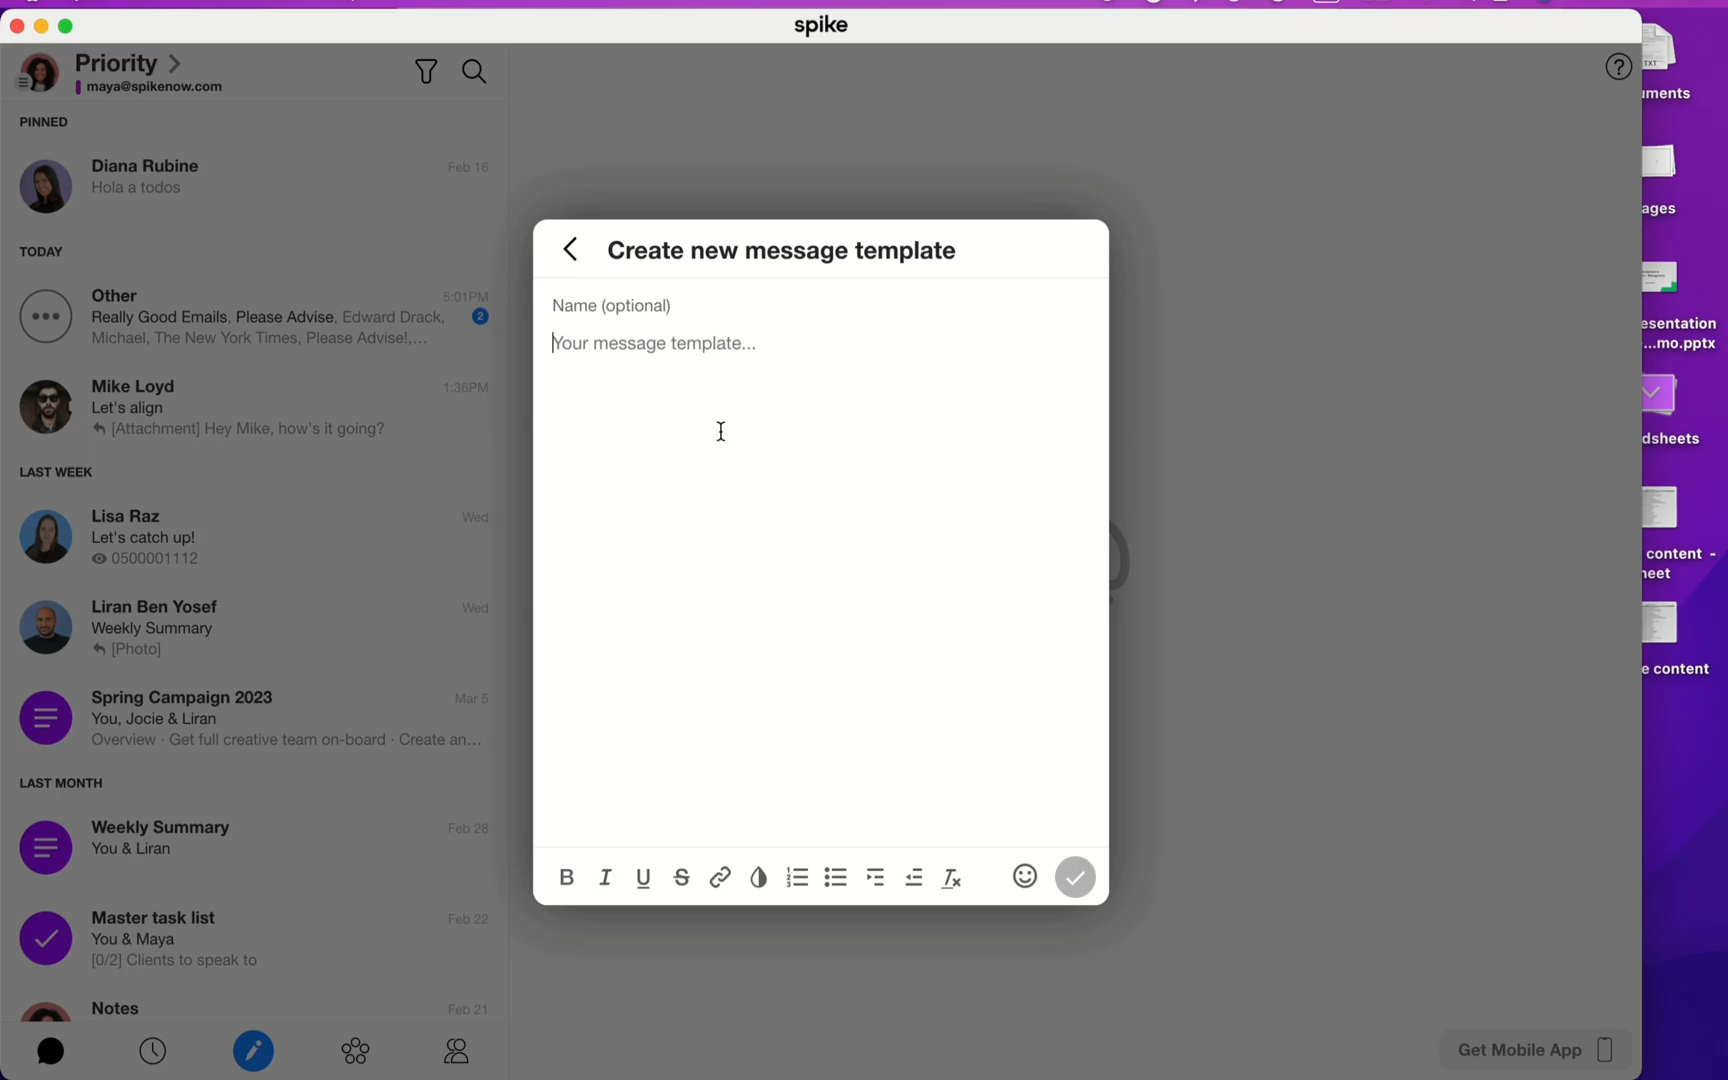 spike
Priority
maya@spikenow.com
PINNED
Diana Rubine
Feb 16
Hola a todos
TODAY
Other
5:01PM
Really Good Emails, Please Advise, Edward Drack,
2
Michael, The New York Times, Please Advise!,...
Mike Loyd
1:36PM
Let's align
[Attachment] Hey Mike, how's it going?
LAST WEEK
Lisa Raz
Wed
Let's catch up!
0500001112
Liran Ben Yosef
Wed
Weekly Summary
[Photo]
Spring Campaign 2023
Mar 5
You, Jocie & Liran
Overview · Get full creative team on-board · Create an...
LAST MONTH
Weekly Summary
Feb 28
You & Liran
Master task list
Feb 22
You & Maya
[0/2] Clients to speak to
Notes
Feb 21
Create new message template
Name (optional)
Your message template...
B I U S
?
Get Mobile App
TXT
uments
ages
esentation
...mo.pptx
dsheets
content -
heet
e content